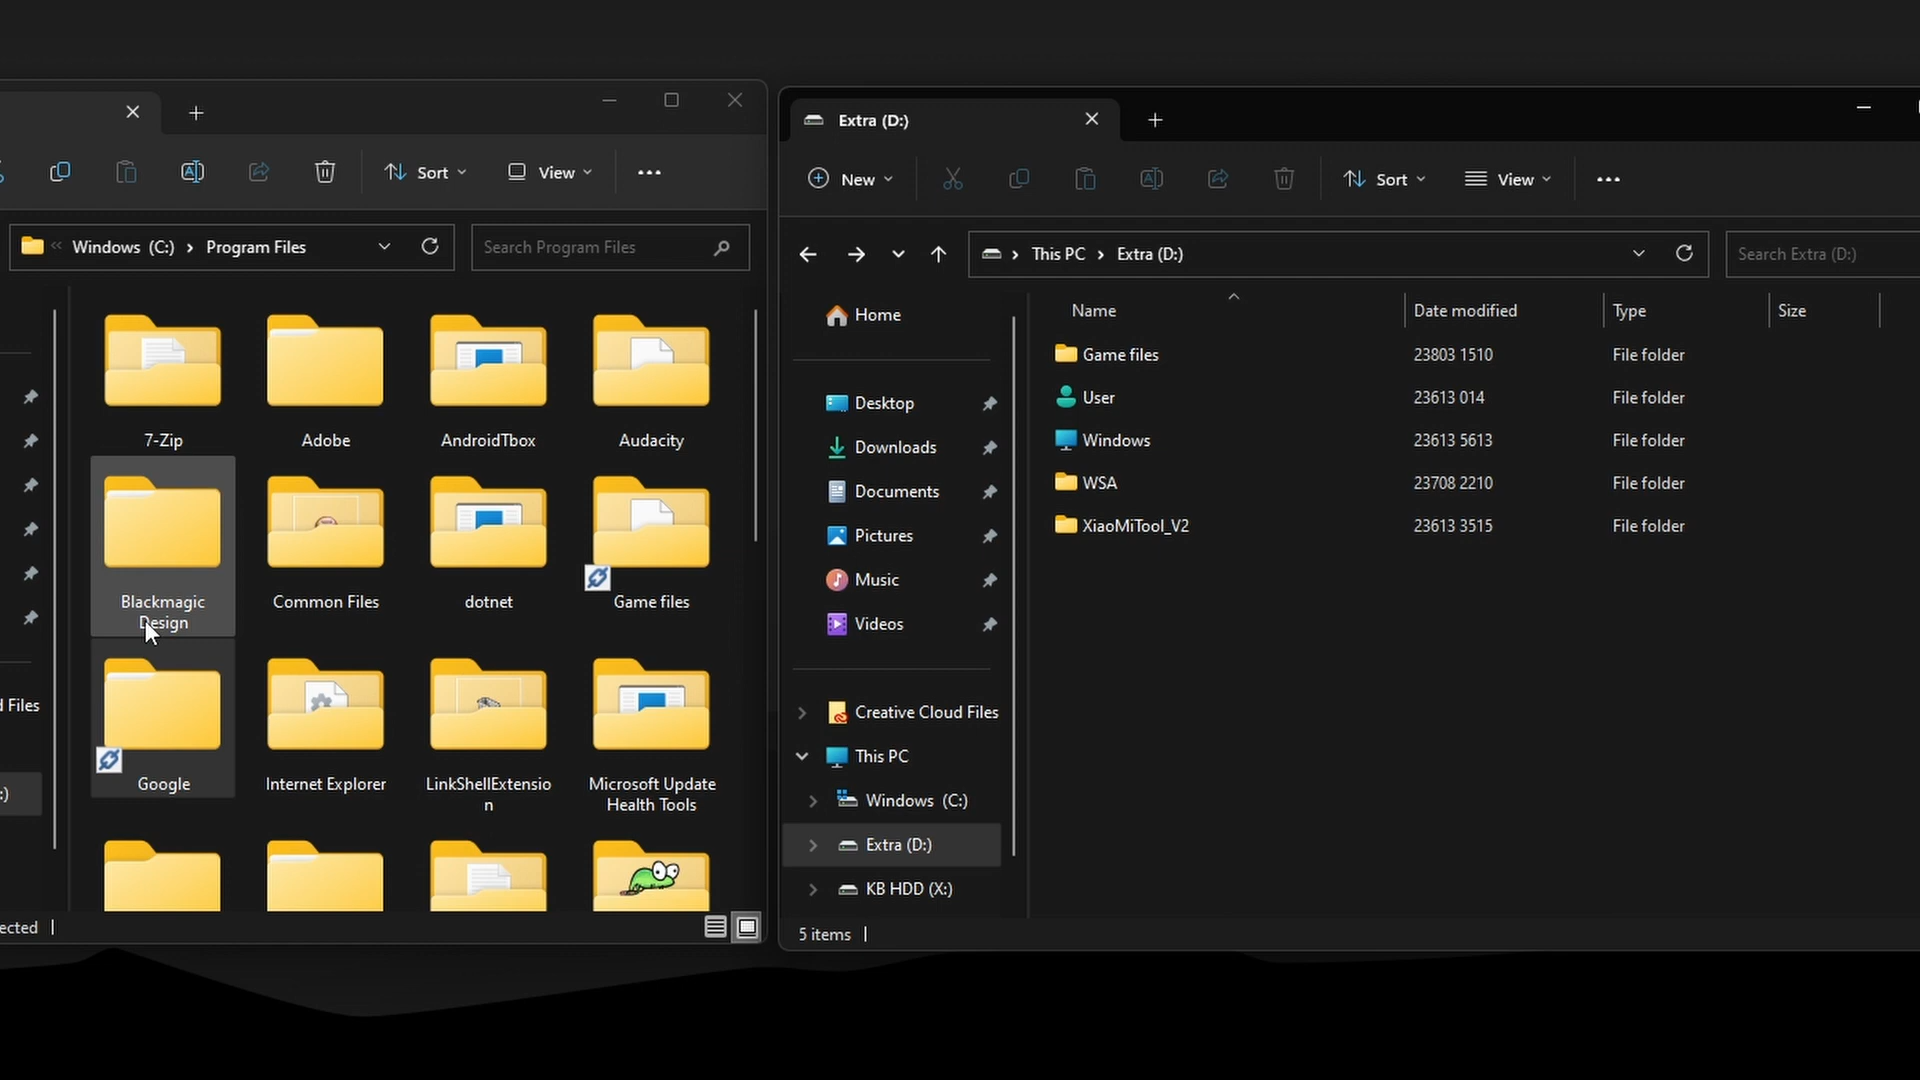 Sort
View
Windows (C:)
Program Files
Search Program Files
7-Zip
Adobe
AndroidTbox
Audacity
Blackmagic
Design
Common Files
dotnet
Game files
Google
Internet Explorer
LinkShellExtensio
n
Microsoft Update
Health Tools
d Files
:)
ected
Extra (D:)
New
Sort
View
This PC
Extra (D:)
Search Extra (D:)
Home
Desktop
Downloads
Documents
Pictures
Music
Videos
Creative Cloud Files
This PC
Windows (C:)
Extra (D:)
KB HDD (X:)
Name
Date modified
Type
Size
Game files
23803 1510
File folder
User
23613 014
File folder
Windows
23613 5613
File folder
WSA
23708 2210
File folder
XiaoMiTool_V2
23613 3515
File folder
5 items